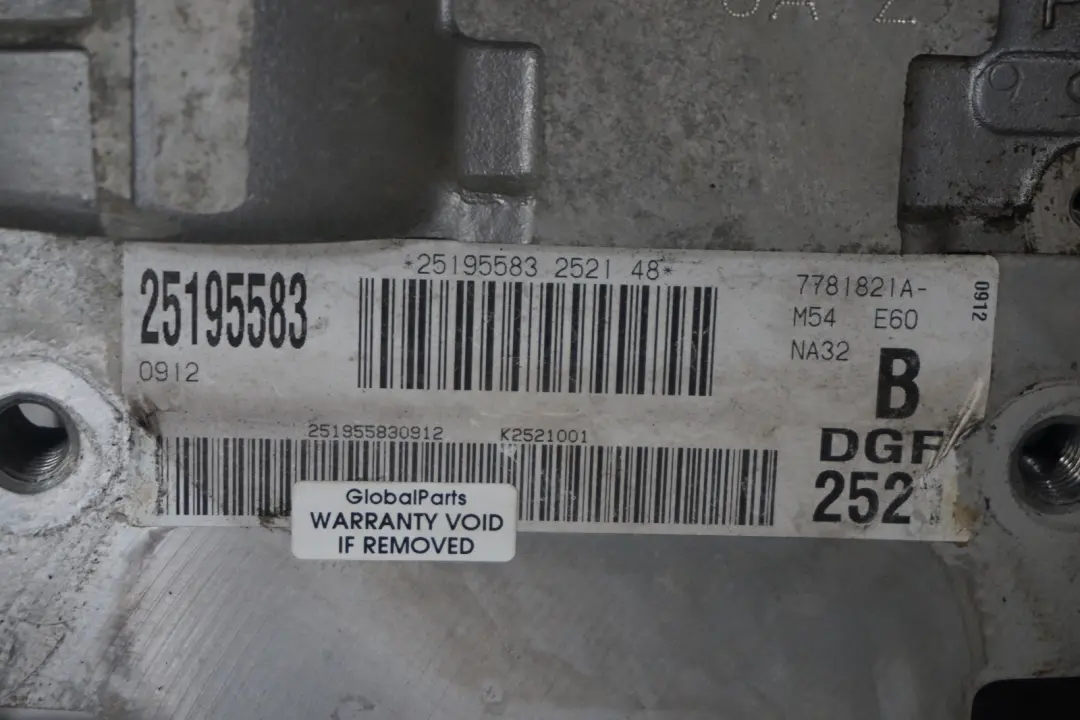 *25195583 2521 48*
25195583
0912
7781821A-
M54 E60
NA32
B
DGF
252
0912
251955830912 K2521001
GlobalParts
WARRANTY VOID
IF REMOVED